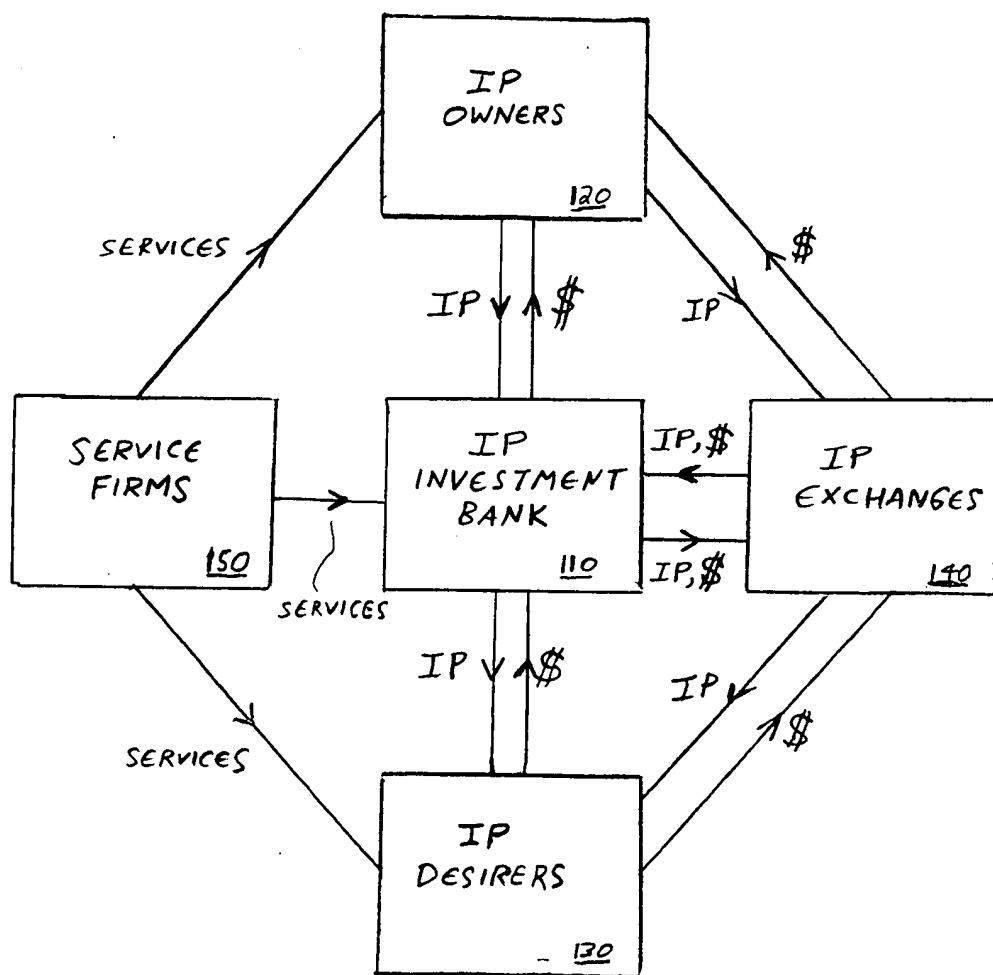 IP
OWNERS
120
SERVICES
$
IP
IP
$
SERVICE
FIRMS
150
IP
INVESTMENT
BANK
110
IP, $
IP, $
IP
EXCHANGES
140
SERVICES
IP
$
IP
$
SERVICES
IP
DESIRERS
130